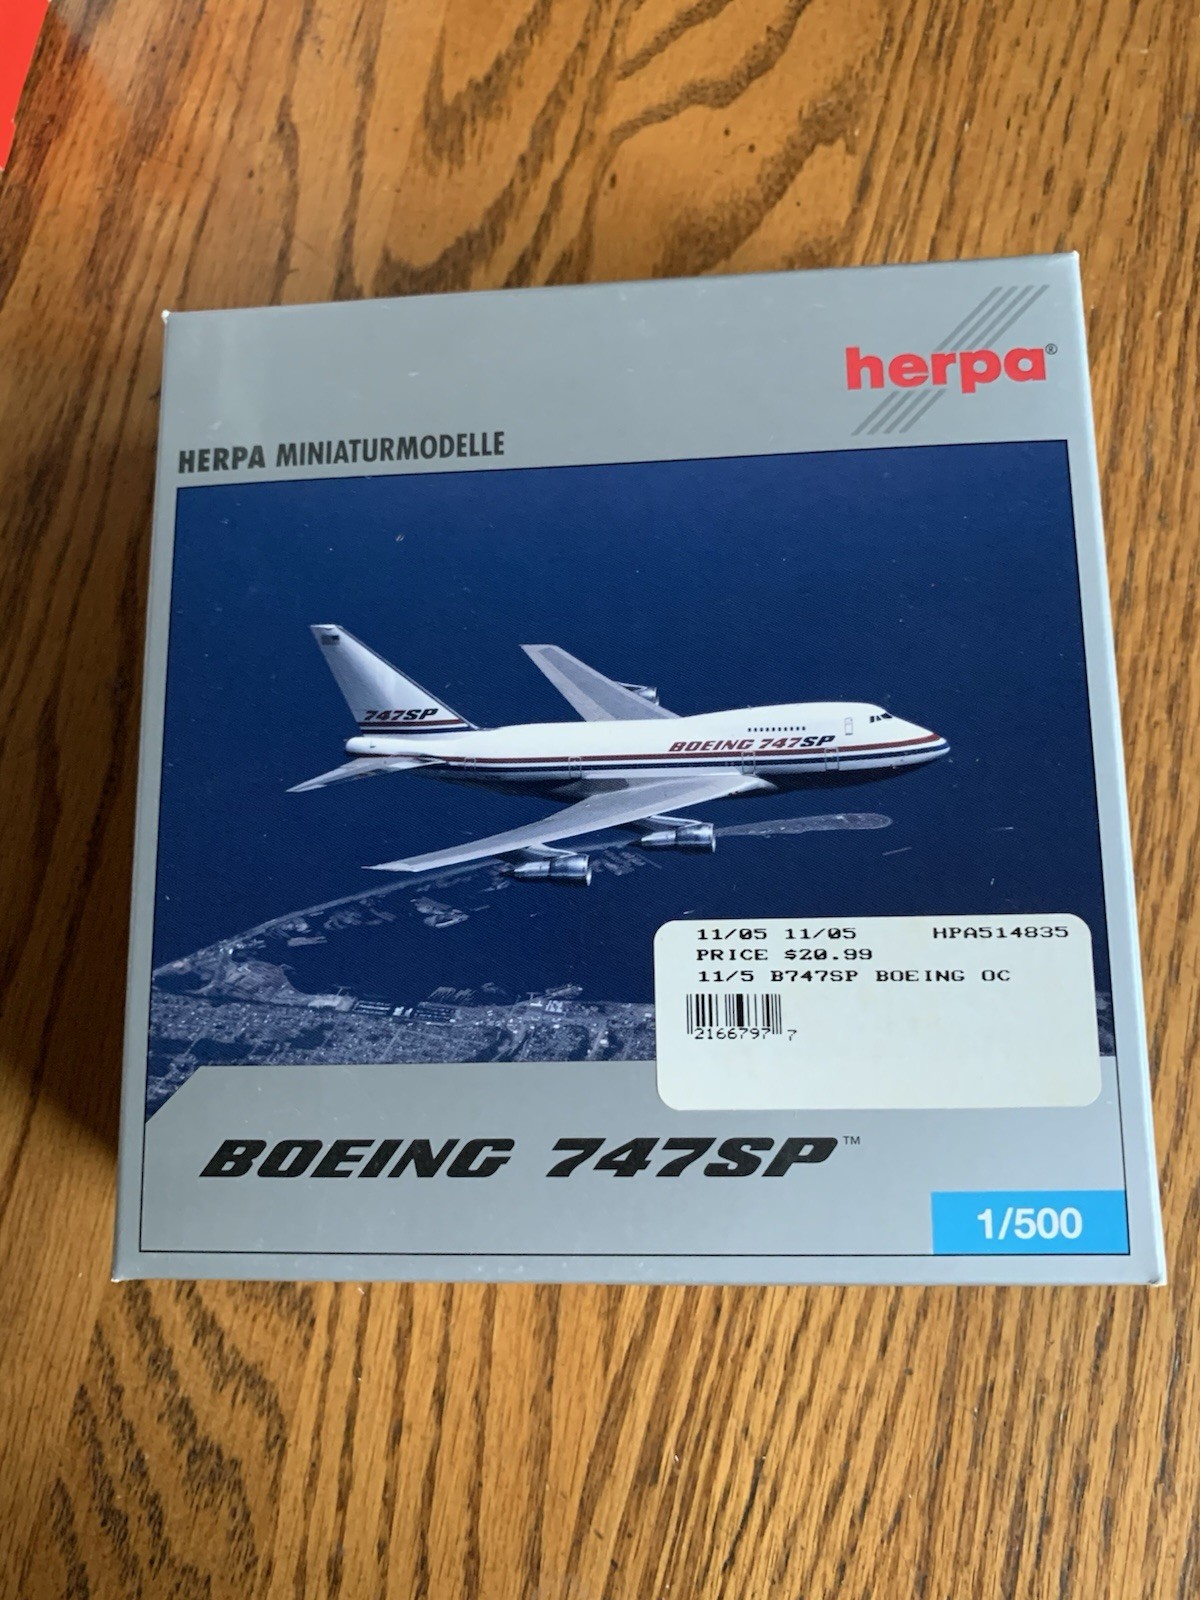 herpa®
HERPA MINIATURMODELLE
747SP
BOEING 747SP
11/05 11/05 HPA514835
PRICE $20.99
11/5 B747SP BOEING OC
2166797 7
BOEING 747SP™
1/500